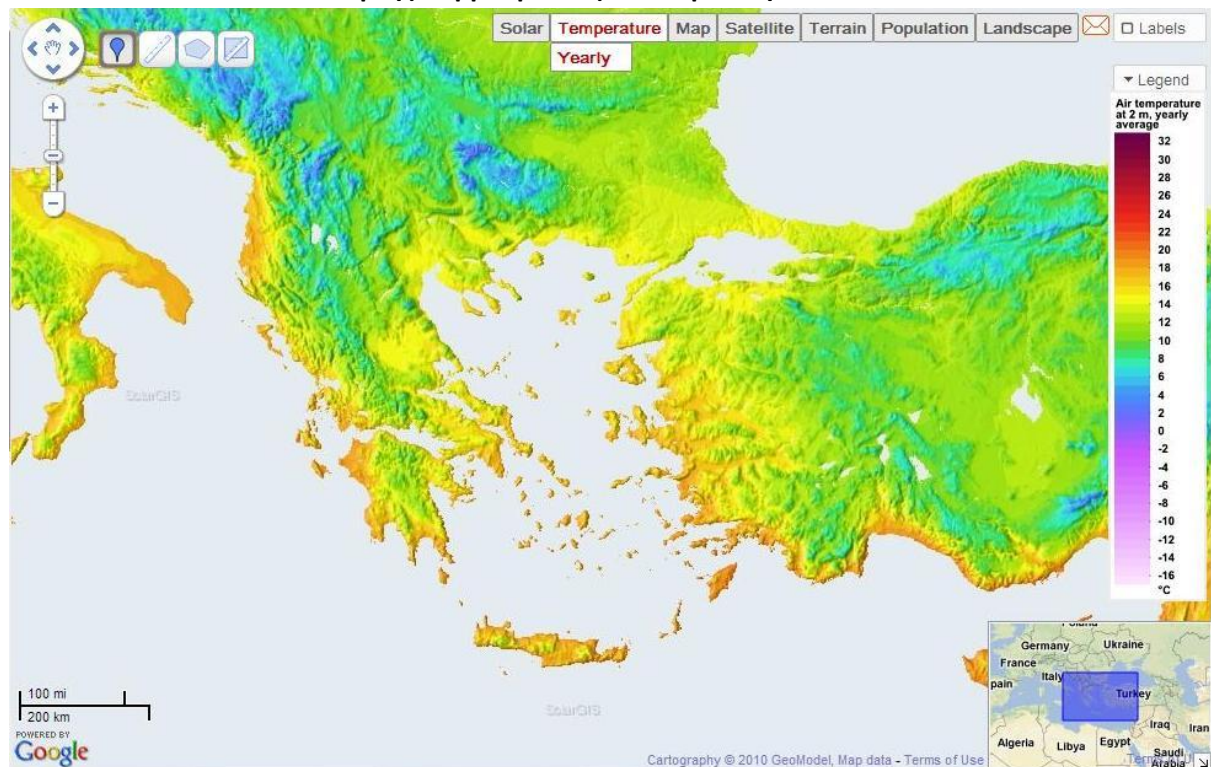 Solar Temperature Map Satellite Terrain Population Landscape Labels
Yearly
Legend
Air temperature
at 2 m, yearly
average
32
30
28
26
24
22
20
18
16
14
12
10
8
6
4
2
0
-2
-4
-6
-8
-10
-12
-14
-16
°C
SolarGIS
SolarGIS
100 mi
200 km
POWERED BY
Google
Germany Ukraine
France
Italy
pain
Turkey
Iraq Iran
Algeria Libya Egypt
Saudi
Arabia
Cartography © 2010 GeoModel, Map data - Terms of Use